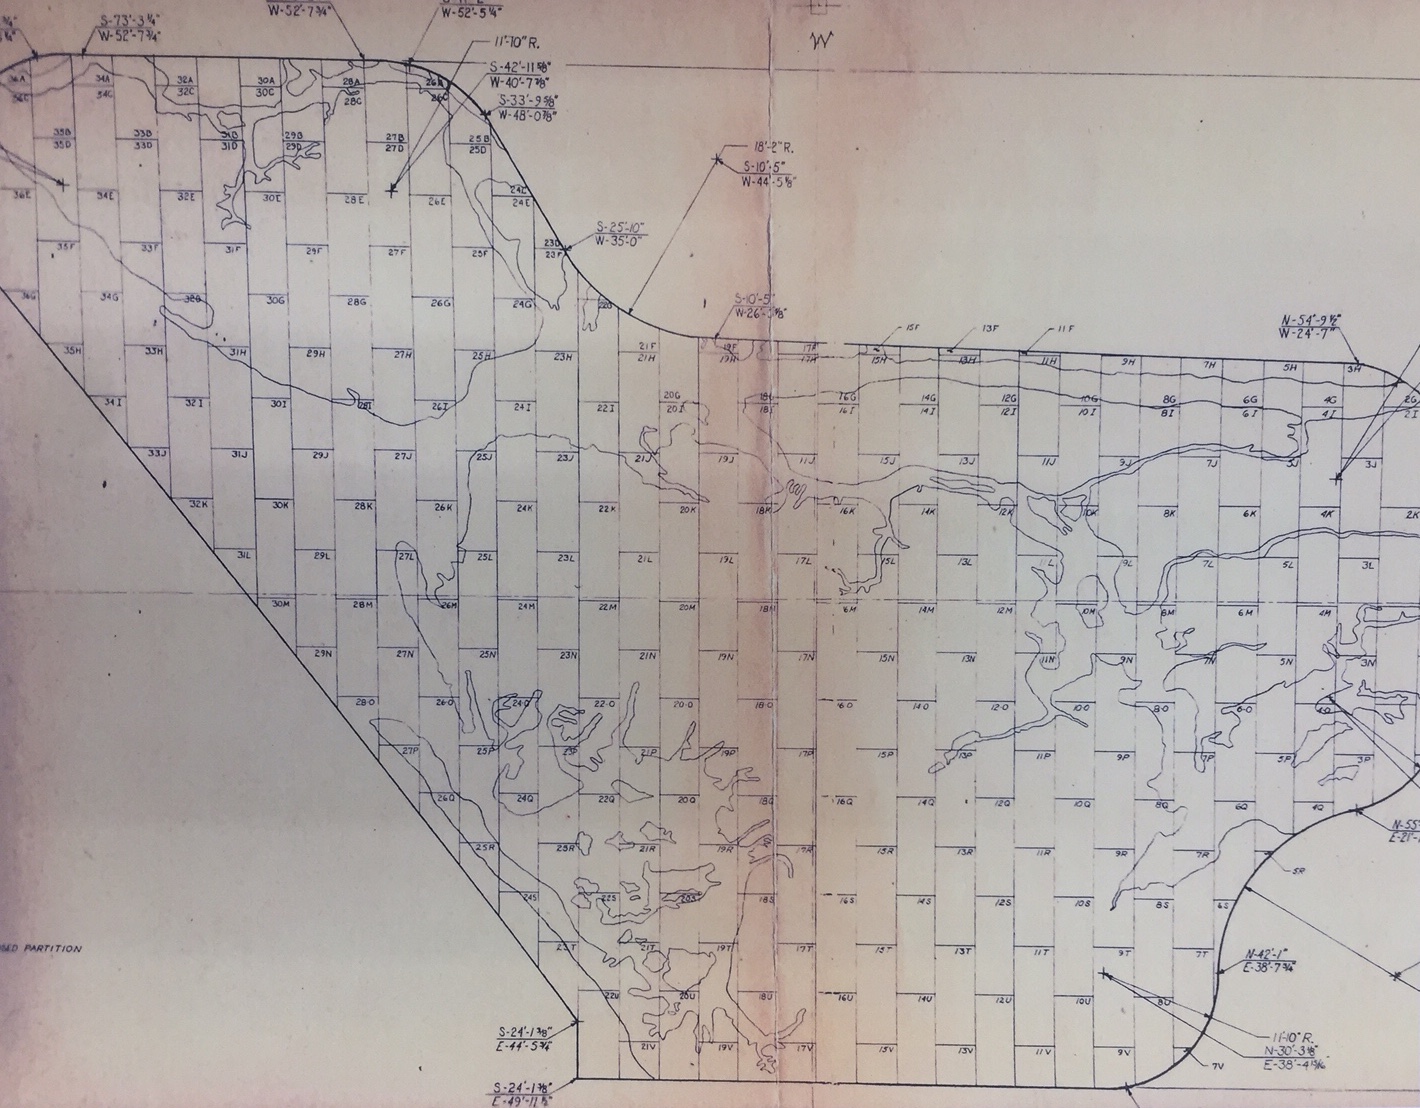 W-52'-7¾"
W-52'-5¼"
S-73'-3¼"
W-52'-7¾"
W
11'-10" R.
S-42'-11⅝"
W-40'-7⅞"
S-33'-9⅝"
W-48'-0⅞"
18'-2" R.
S-10'-5"
W-44'-5⅛"
S-25'-10"
W-35'-0"
S-10'-5"
N-54'-9½"
W-24'-7"
36A 34A 32A 30A 28A 26A
36C 34C 32C 30C 28C 26C
35B 33B 31B 29B 27B 25B
35D 33D 31D 29D 27D 25D
24C
36E 34E 32E 30E 28E 26E 24E
23D
35F 33F 31F 29F 27F 25F 23F
36G 34G 32G 30G 28G 26G 24G 22G
15F 13F 11F
21F 19F 17F
35H 33H 31H 29H 27H 25H 23H 21H 19H 17H 15H 13H 11H 9H 7H 5H 3H
20G 18G 16G 14G 12G 10G 8G 6G 4G 2G
34I 32I 30I 28I 26I 24I 22I 20I 18I 16I 14I 12I 10I 8I 6I 4I 2I
33J 31J 29J 27J 25J 23J 21J 19J 15J 13J 11J 9J 7J 5J 3J
32K 30K 28K 26K 24K 22K 20K 18K 16K 14K 12K 10K 8K 6K 4K 2K
31L 29L 27L 25L 23L 21L 19L 17L 15L 13L 11L 9L 7L 5L 3L
30M 28M 26M 24M 22M 20M 18M 16M 14M 12M 10M 8M 6M 4M
29N 27N 25N 23N 21N 19N 17N 15N 13N 11N 9N 7N 5N 3N
28O 26O 24O 22O 20O 18O 16O 14O 12O 10O 8O 6O 4O
27P 25P 23P 21P 19P 17P 15P 13P 11P 9P 7P 5P 3P
26Q 24Q 22Q 20Q 18Q 16Q 14Q 12Q 10Q 8Q 6Q 4Q
N-55'
25R 23R 21R 19R 17R 15R 13R 11R 9R 7R 5R
24S 22S 20S 18S 16S 14S 12S 10S 8S 6S
PARTITION
23T 21T 19T 17T 15T 13T 11T 9T 7T
N-42'-1"
E-38'-7¾"
22U 20U 18U 16U 14U 12U 10U 8U
S-24'-1⅞"
E-44'-5¾"
21V 19V 17V 15V 13V 11V 9V 7V
11'-10" R.
N-30'-3⅛"
E-38'-4¹⁵⁄₁₆"
S-24'-1⅞"
E-49'-11½"